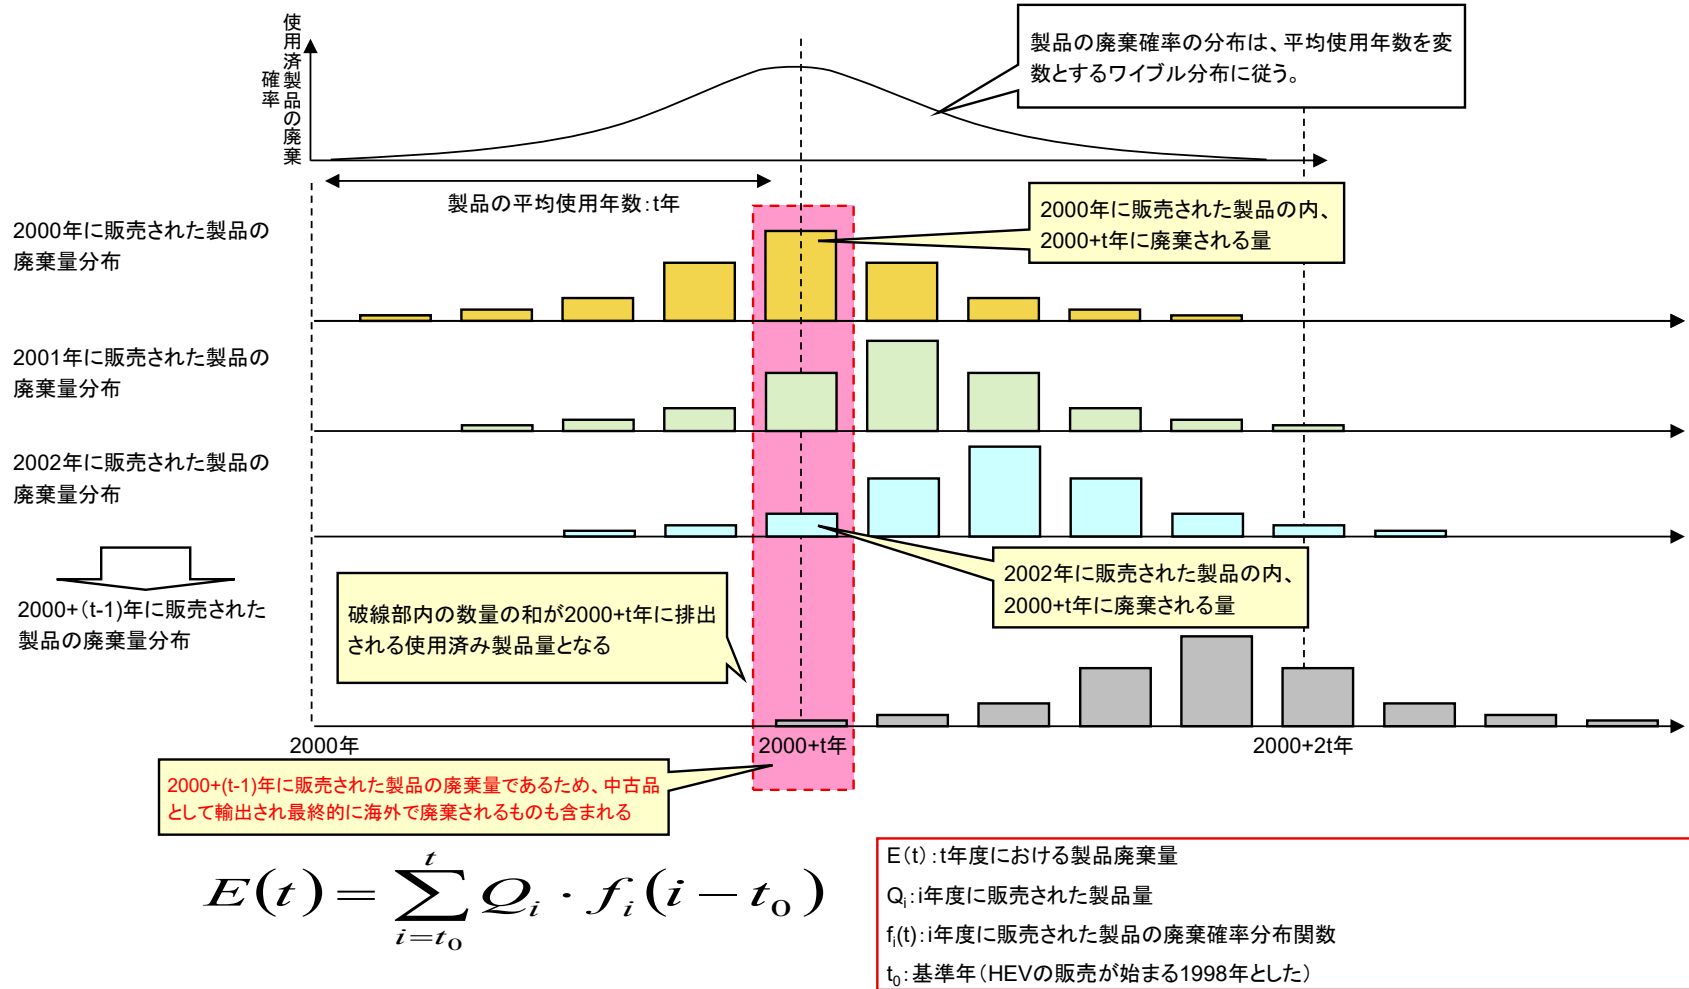 使用済製品の廃棄
確率
製品の廃棄確率の分布は、平均使用年数を変
数とするワイブル分布に従う。
製品の平均使用年数：t年
2000年に販売された製品の
廃棄量分布
2000年に販売された製品の内、
2000+t年に廃棄される量
2001年に販売された製品の
廃棄量分布
2002年に販売された製品の
廃棄量分布
2002年に販売された製品の内、
2000+t年に廃棄される量
2000+(t-1)年に販売された
製品の廃棄量分布
破線部内の数量の和が2000+t年に排出
される使用済み製品量となる
2000年
2000+t年
2000+2t年
2000+(t-1)年に販売された製品の廃棄量であるため、中古品
として輸出され最終的に海外で廃棄されるものも含まれる
E(t) = \sum_{i=t_0}^{t} Q_i · f_i(i − t_0)
E(t)：t年度における製品廃棄量
Q_i：i年度に販売された製品量
f_i(t)：i年度に販売された製品の廃棄確率分布関数
t_0：基準年（HEVの販売が始まる1998年とした）